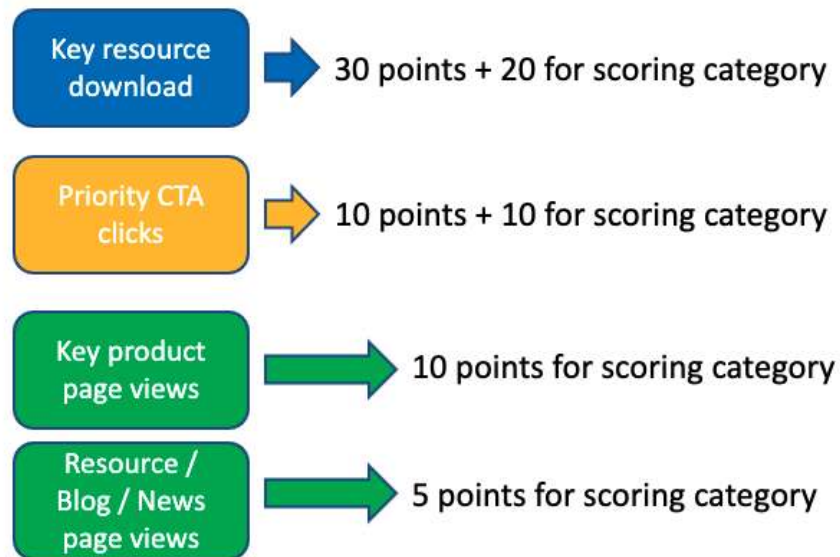 Key resource
download
30 points + 20 for scoring category
Priority CTA
clicks
10 points + 10 for scoring category
Key product
page views
10 points for scoring category
Resource /
Blog / News
page views
5 points for scoring category